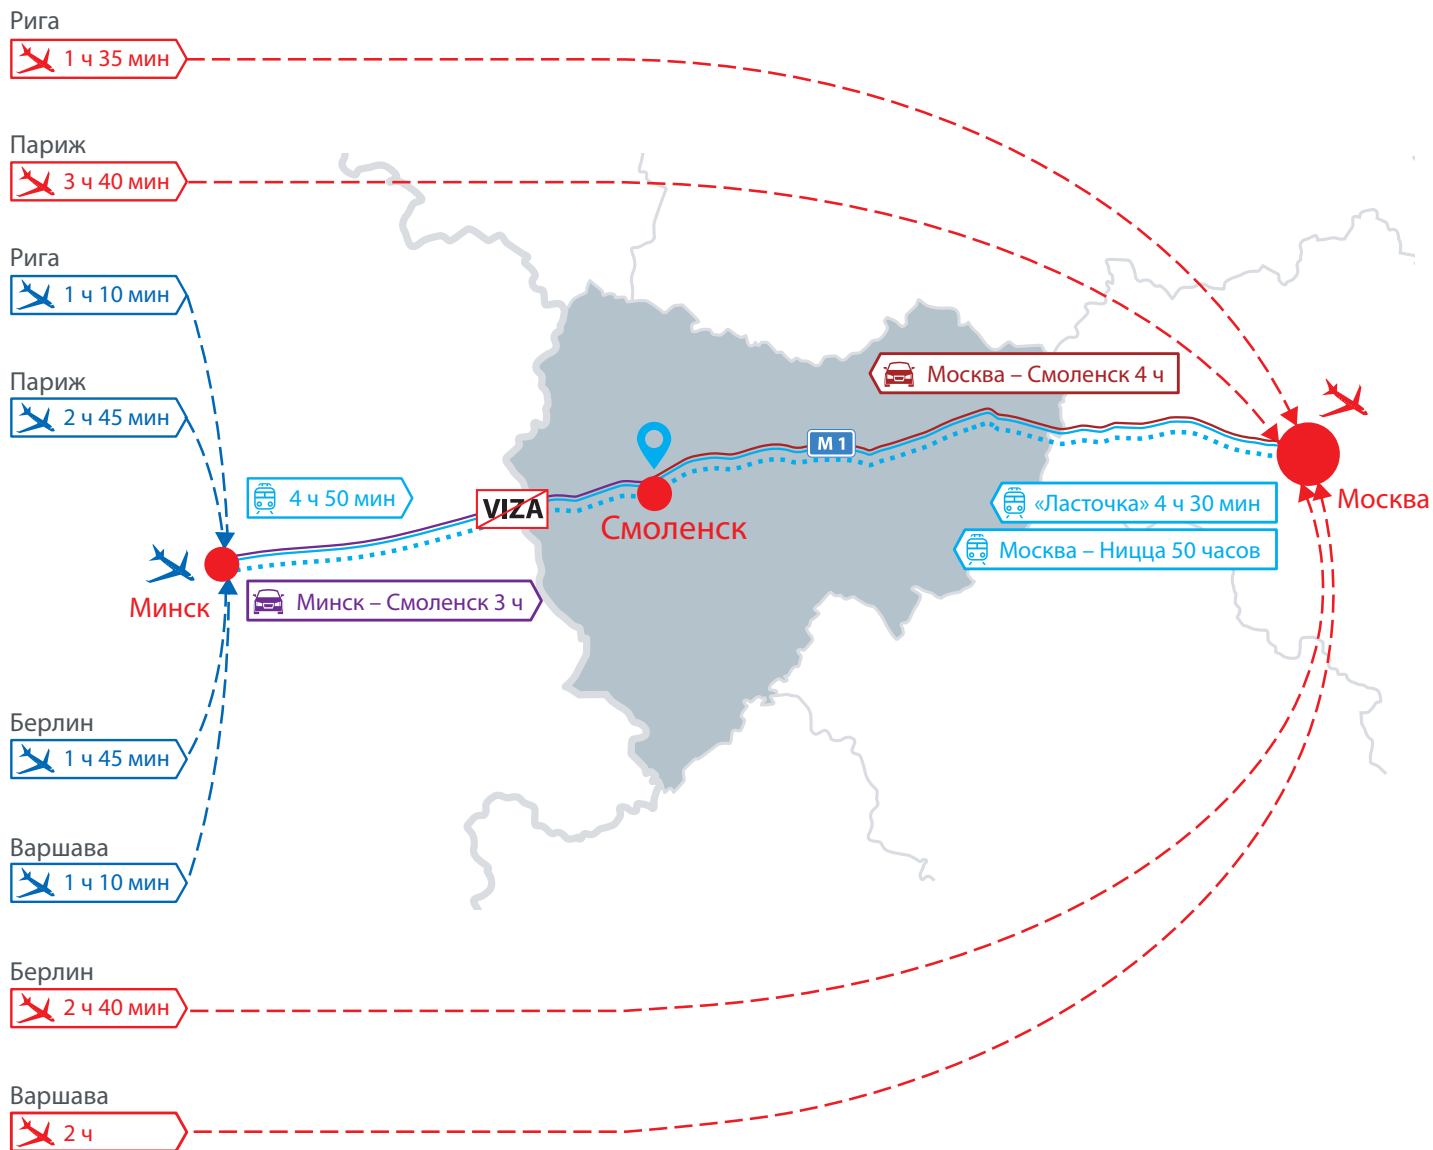 Рига
1 ч 35 мин
Париж
3 ч 40 мин
Рига
1 ч 10 мин
Париж
2 ч 45 мин
Москва – Смоленск 4 ч
M 1
4 ч 50 мин
VIZA
Смоленск
«Ласточка» 4 ч 30 мин
Москва
Москва – Ницца 50 часов
Минск
Минск – Смоленск 3 ч
Берлин
1 ч 45 мин
Варшава
1 ч 10 мин
Берлин
2 ч 40 мин
Варшава
2 ч